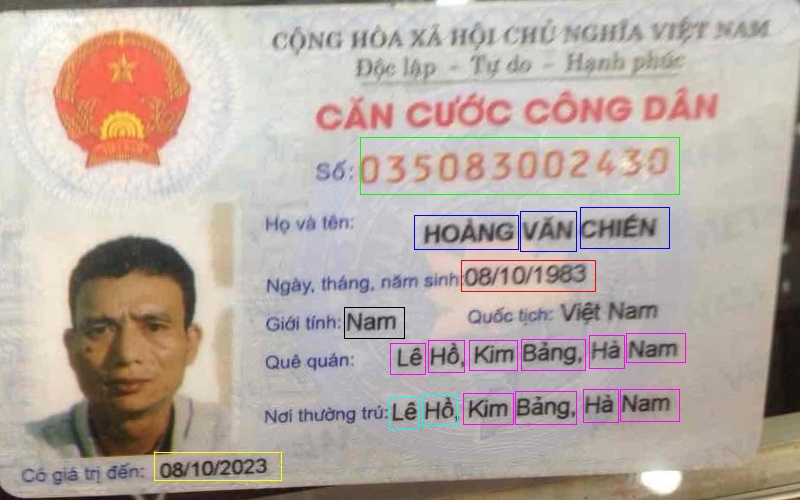 CỘNG HÒA XÃ HỘI CHỦ NGHĨA VIỆT NAM
Độc lập - Tự do - Hạnh phúc
CĂN CƯỚC CÔNG DÂN
Số: 035083002430
Họ và tên: HOÀNG VĂN CHIẾN
Ngày, tháng, năm sinh: 08/10/1983
Giới tính: Nam Quốc tịch: Việt Nam
Quê quán: Lê Hồ, Kim Bảng, Hà Nam
Nơi thường trú: Lê Hồ, Kim Bảng, Hà Nam
Có giá trị đến: 08/10/2023